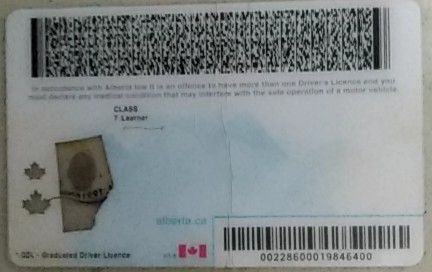 In accordance with Alberta law it is an offence to have more than one Driver's Licence and you
must declare any medical condition that may interfere with the safe operation of a motor vehicle
CLASS
7 Learner
alberta.ca
* GDL - Graduated Driver Licence
0022860001984 6400